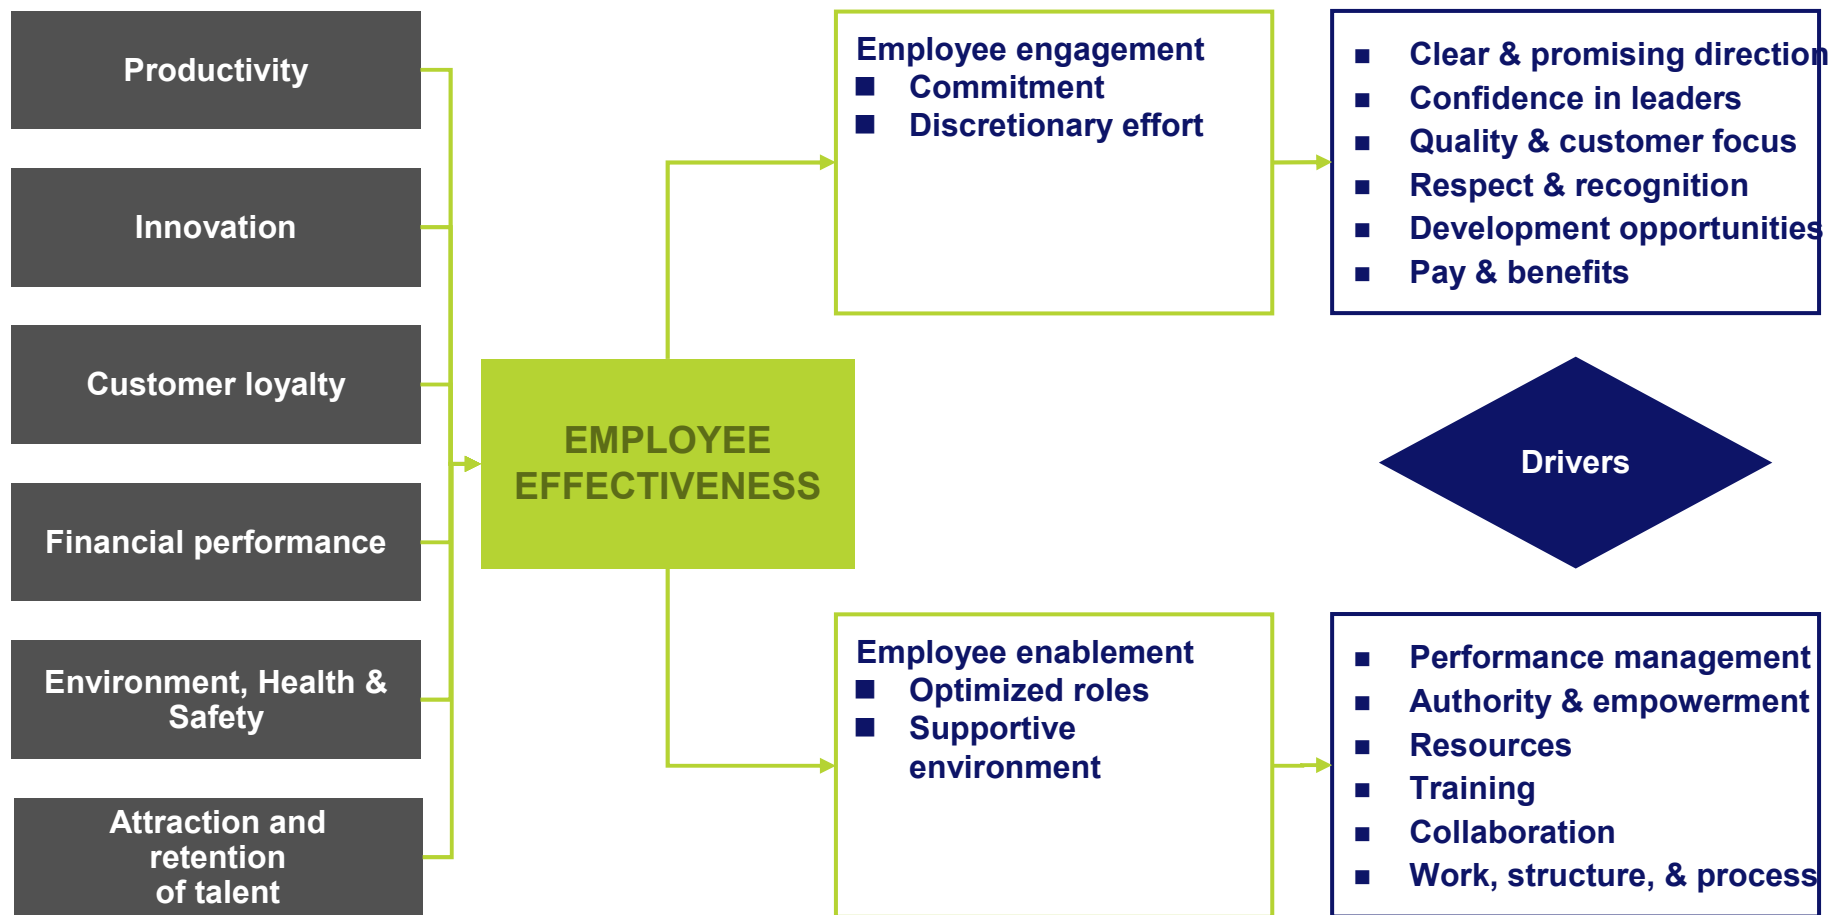 Productivity
Innovation
Customer loyalty
Financial performance
Environment, Health &
Safety
Attraction and
retention
of talent
EMPLOYEE
EFFECTIVENESS
Employee engagement
■ Commitment
■ Discretionary effort
Employee enablement
■ Optimized roles
■ Supportive
environment
■ Clear & promising direction
■ Confidence in leaders
■ Quality & customer focus
■ Respect & recognition
■ Development opportunities
■ Pay & benefits
Drivers
■ Performance management
■ Authority & empowerment
■ Resources
■ Training
■ Collaboration
■ Work, structure, & process